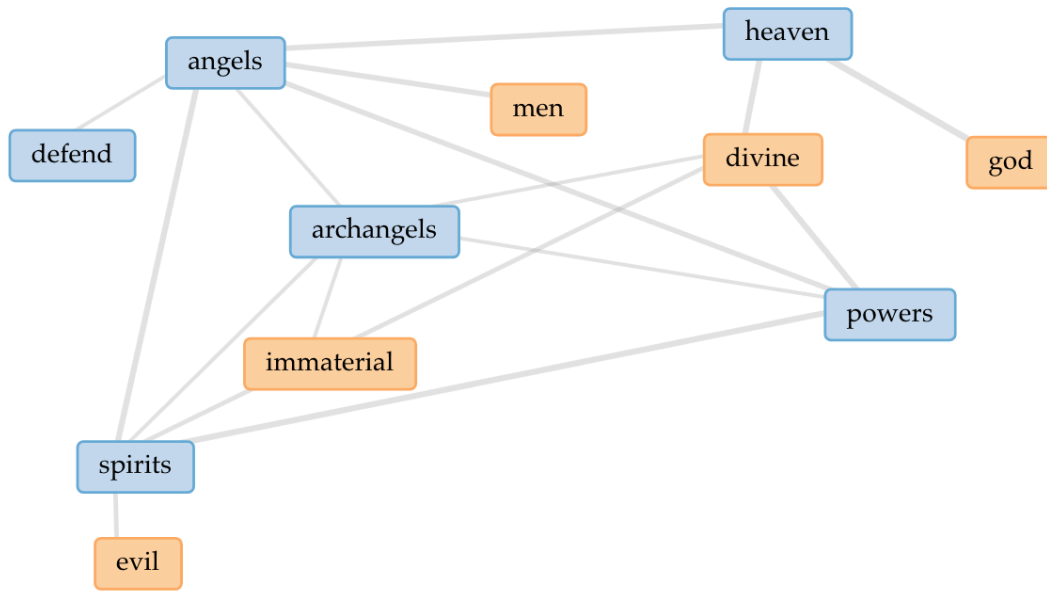 heaven
angels
men
defend
divine
god
archangels
powers
immaterial
spirits
evil